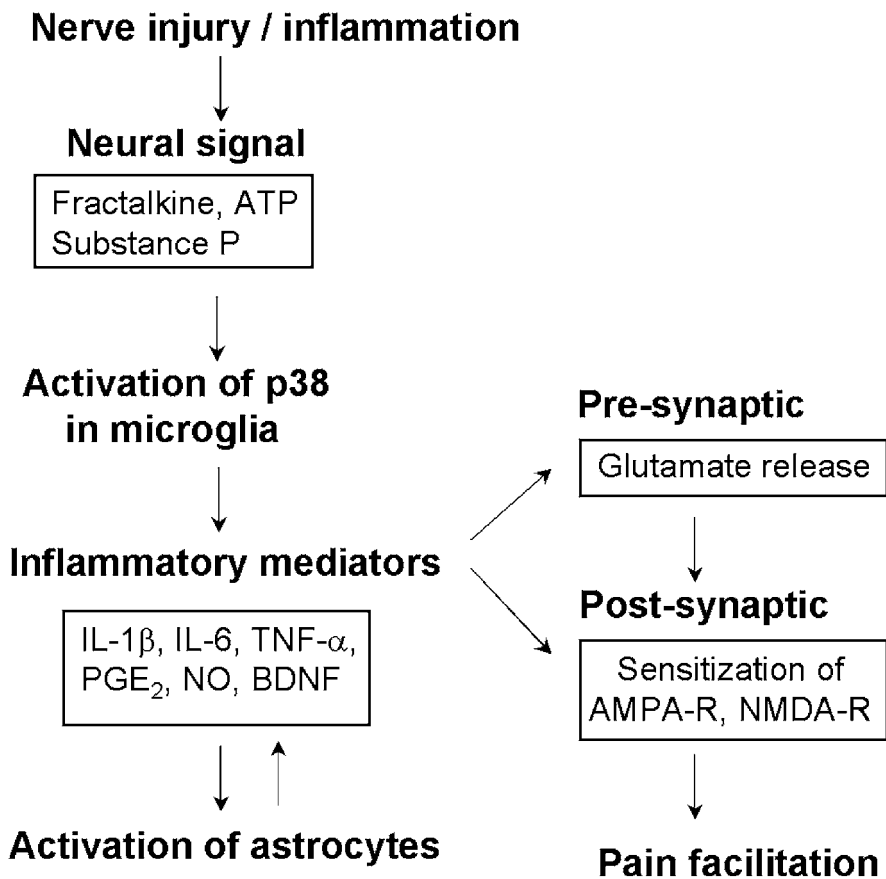 Nerve injury / inflammation
Neural signal
Fractalkine, ATP
Substance P
Activation of p38
in microglia
Inflammatory mediators
IL-1β, IL-6, TNF-α,
PGE₂, NO, BDNF
Activation of astrocytes
Pre-synaptic
Glutamate release
Post-synaptic
Sensitization of
AMPA-R, NMDA-R
Pain facilitation